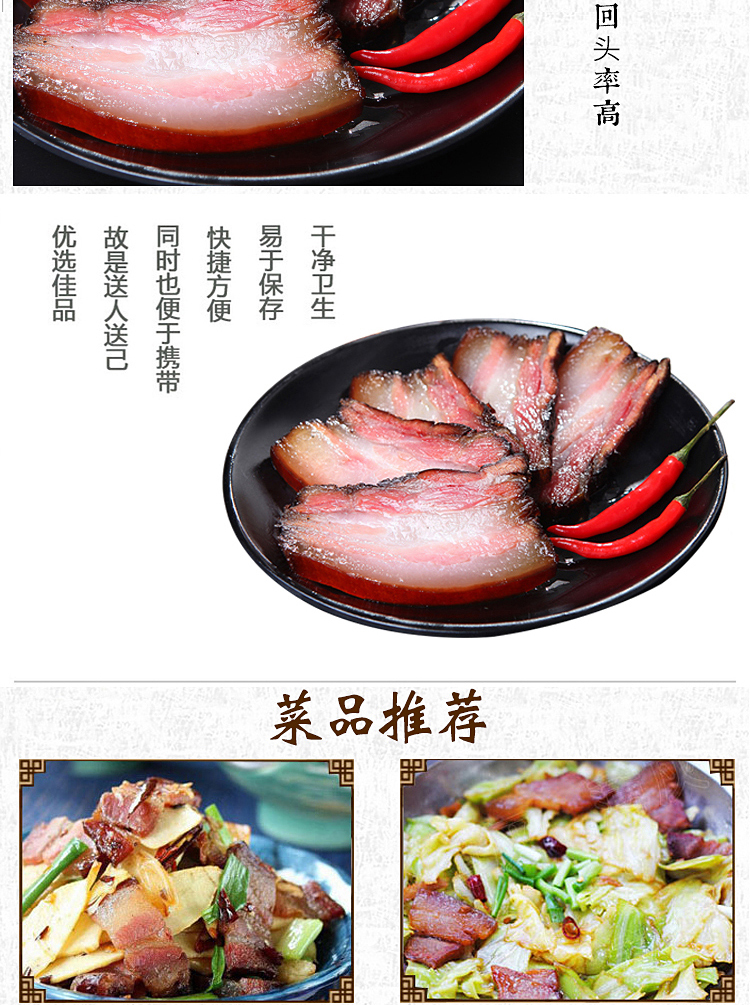 回头率高
干净卫生
易于保存
快捷方便
同时也便于携带
故是送人送己
优选佳品
菜品推荐